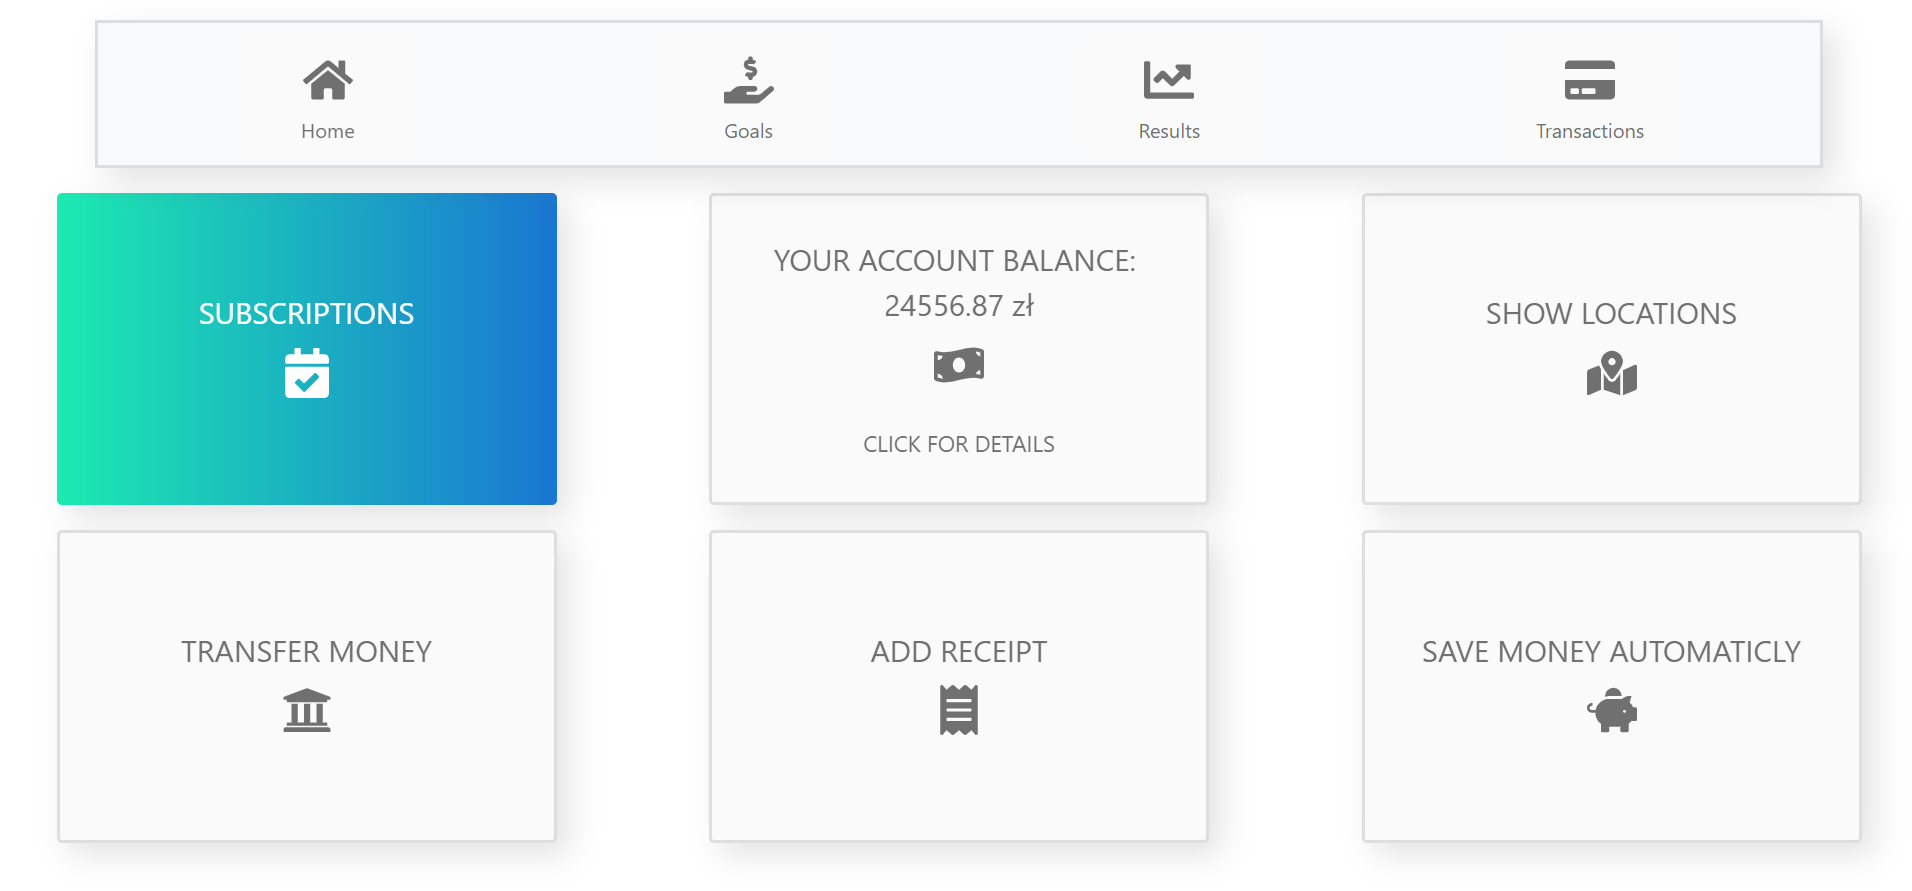 Home
Goals
Results
Transactions
SUBSCRIPTIONS
YOUR ACCOUNT BALANCE:
24556.87 zł
CLICK FOR DETAILS
SHOW LOCATIONS
TRANSFER MONEY
ADD RECEIPT
SAVE MONEY AUTOMATICLY